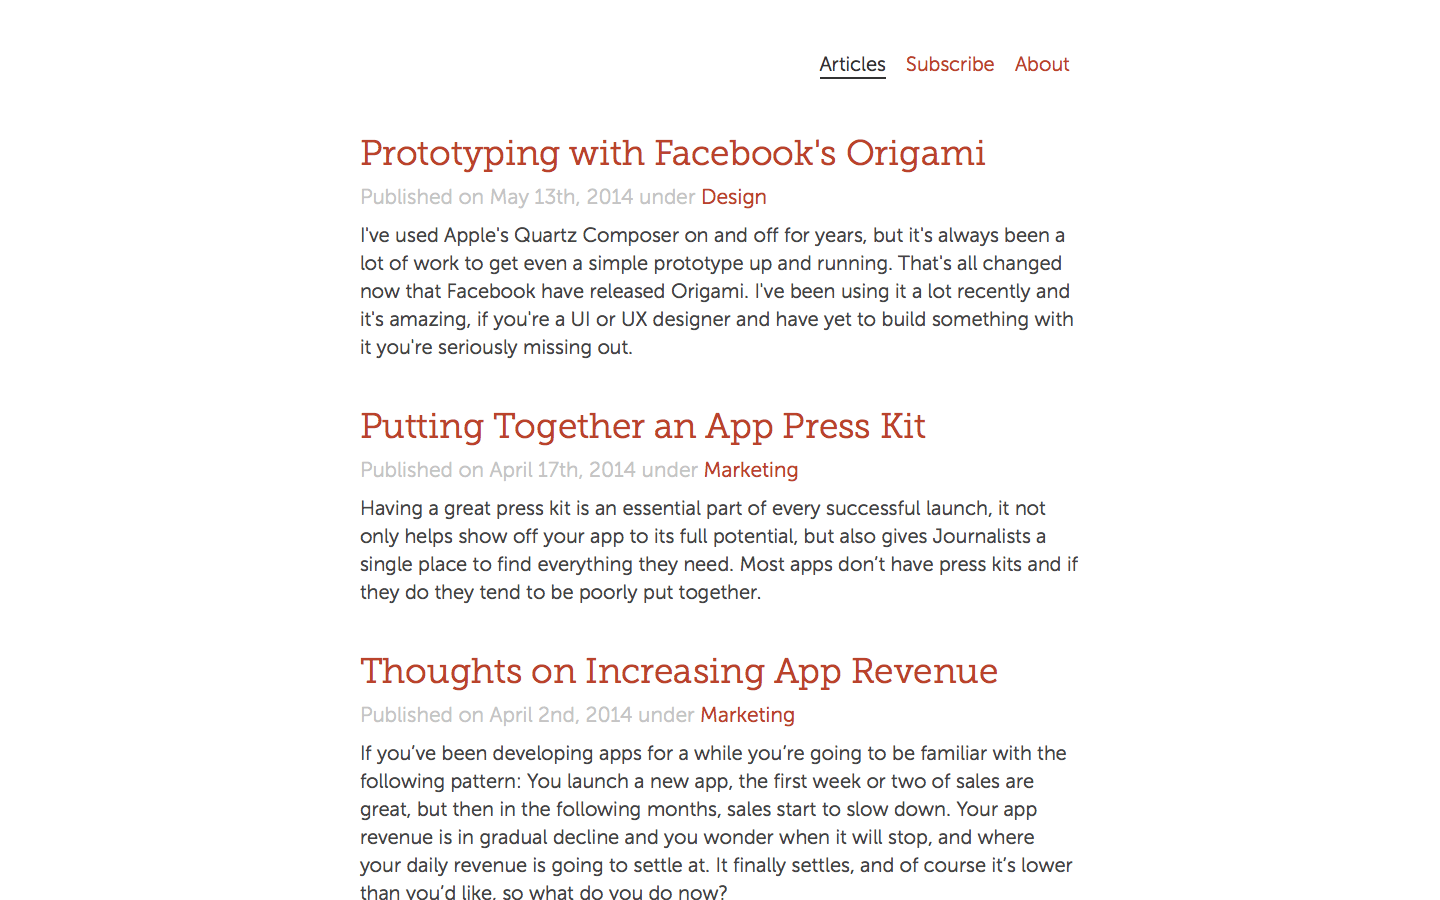 Articles Subscribe About
Prototyping with Facebook's Origami
Published on May 13th, 2014 under Design
I've used Apple's Quartz Composer on and off for years, but it's always been a
lot of work to get even a simple prototype up and running. That's all changed
now that Facebook have released Origami. I've been using it a lot recently and
it's amazing, if you're a UI or UX designer and have yet to build something with
it you're seriously missing out.
Putting Together an App Press Kit
Published on April 17th, 2014 under Marketing
Having a great press kit is an essential part of every successful launch, it not
only helps show off your app to its full potential, but also gives Journalists a
single place to find everything they need. Most apps don’t have press kits and if
they do they tend to be poorly put together.
Thoughts on Increasing App Revenue
Published on April 2nd, 2014 under Marketing
If you’ve been developing apps for a while you’re going to be familiar with the
following pattern: You launch a new app, the first week or two of sales are
great, but then in the following months, sales start to slow down. Your app
revenue is in gradual decline and you wonder when it will stop, and where
your daily revenue is going to settle at. It finally settles, and of course it’s lower
than you’d like, so what do you do now?